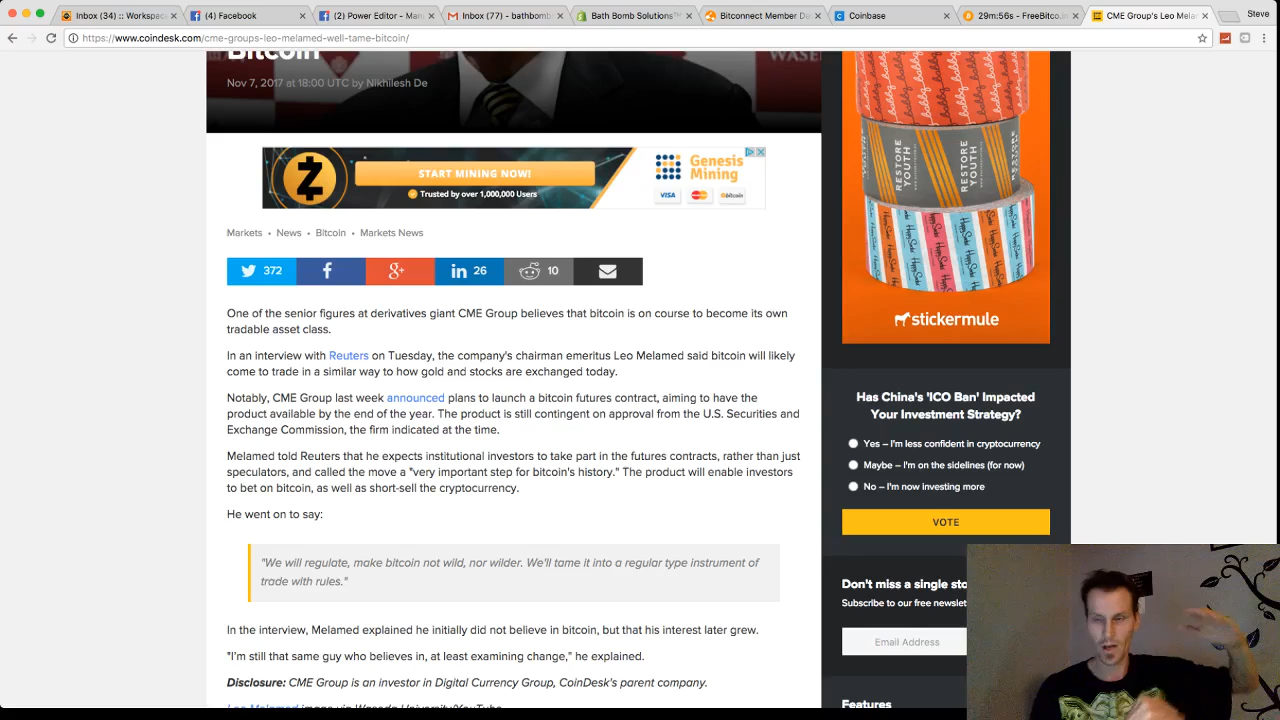 Inbox (34) - Workspac
(4) Facebook
(4) Power Editor - Man
Inbox (77) - bathbomb
Bath Bomb Solutions™
Bitconnect Member De
Coinbase
29m:56s - FreeBitco.in
CME Group's Leo Melam
Steve
https://www.coindesk.com/cme-groups-leo-melamed-well-tame-bitcoin/
Bitcoin
Nov 7, 2017 at 18:00 UTC by Nikhilesh De
START MINING NOW!
Trusted by over 1,000,000 Users
Genesis
Mining
VISA
bitcoin
Markets • News • Bitcoin • Markets News
372
g+
in 26
10
One of the senior figures at derivatives giant CME Group believes that bitcoin is on course to become its own
tradable asset class.
In an interview with Reuters on Tuesday, the company's chairman emeritus Leo Melamed said bitcoin will likely
come to trade in a similar way to how gold and stocks are exchanged today.
Notably, CME Group last week announced plans to launch a bitcoin futures contract, aiming to have the
product available by the end of the year. The product is still contingent on approval from the U.S. Securities and
Exchange Commission, the firm indicated at the time.
Melamed told Reuters that he expects institutional investors to take part in the futures contracts, rather than just
speculators, and called the move a "very important step for bitcoin's history." The product will enable investors
to bet on bitcoin, as well as short-sell the cryptocurrency.
He went on to say:
"We will regulate, make bitcoin not wild, nor wilder. We'll tame it into a regular type instrument of
trade with rules."
In the interview, Melamed explained he initially did not believe in bitcoin, but that his interest later grew.
"I'm still that same guy who believes in, at least examining change," he explained.
Disclosure: CME Group is an investor in Digital Currency Group, CoinDesk's parent company.
Leo Melamed image via Waseda University/YouTube
RESTORE
YOUTH
RESTORE
YOUTH
stickermule
Has China's 'ICO Ban' Impacted
Your Investment Strategy?
Yes – I'm less confident in cryptocurrency
Maybe – I'm on the sidelines (for now)
No – I'm now investing more
VOTE
Don't miss a single sto
Subscribe to our free newslet
Email Address
Features